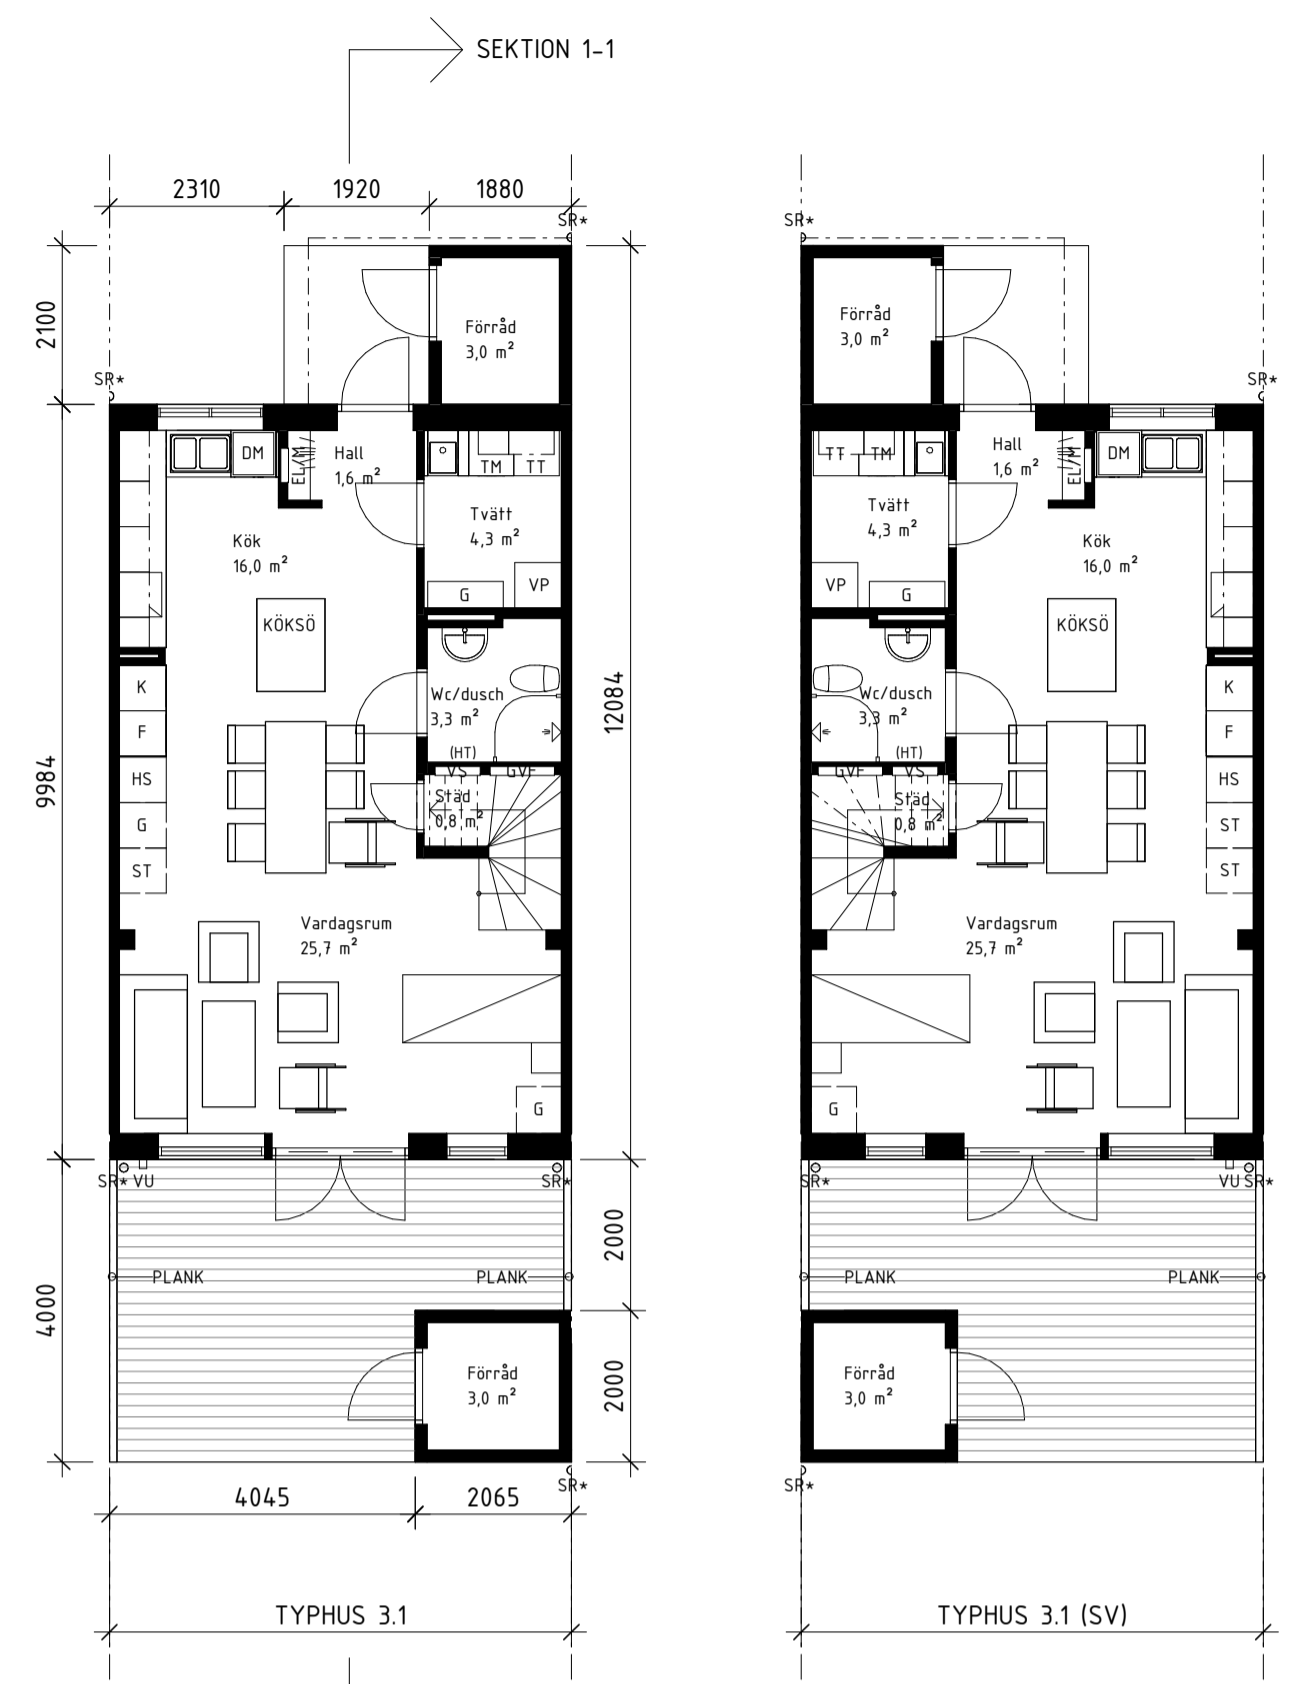 SEKTION 1-1
2310
1920
1880
SR*
SR*
2100
Förråd
3,0 m²
Förråd
3,0 m²
SR*
SR*
DM
EL/M
Hall
1,6 m²
TM
TT
TT
TM
Hall
1,6 m²
EL/M
DM
Kök
16,0 m²
Tvätt
4,3 m²
Tvätt
4,3 m²
Kök
16,0 m²
G
VP
VP
G
KÖKSÖ
KÖKSÖ
K
F
HS
G
ST
Wc/dusch
3,3 m²
(HT)
VS
GVF
Städ
0,8 m²
12084
9984
Wc/dusch
3,3 m²
(HT)
GVF
VS
Städ
0,8 m²
K
F
HS
ST
ST
Vardagsrum
25,7 m²
Vardagsrum
25,7 m²
G
G
SR*
VU
SR*
SR*
VU
SR*
2000
PLANK
PLANK
PLANK
PLANK
4000
Förråd
3,0 m²
2000
Förråd
3,0 m²
SR*
SR*
4045
2065
TYPHUS 3.1
TYPHUS 3.1 (SV)